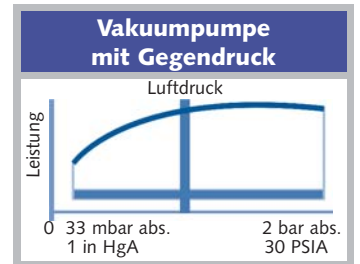 Vakuumpumpe
mit Gegendruck
Luftdruck
Leistung
0 33 mbar abs. 2 bar abs.
1 in HgA 30 PSIA